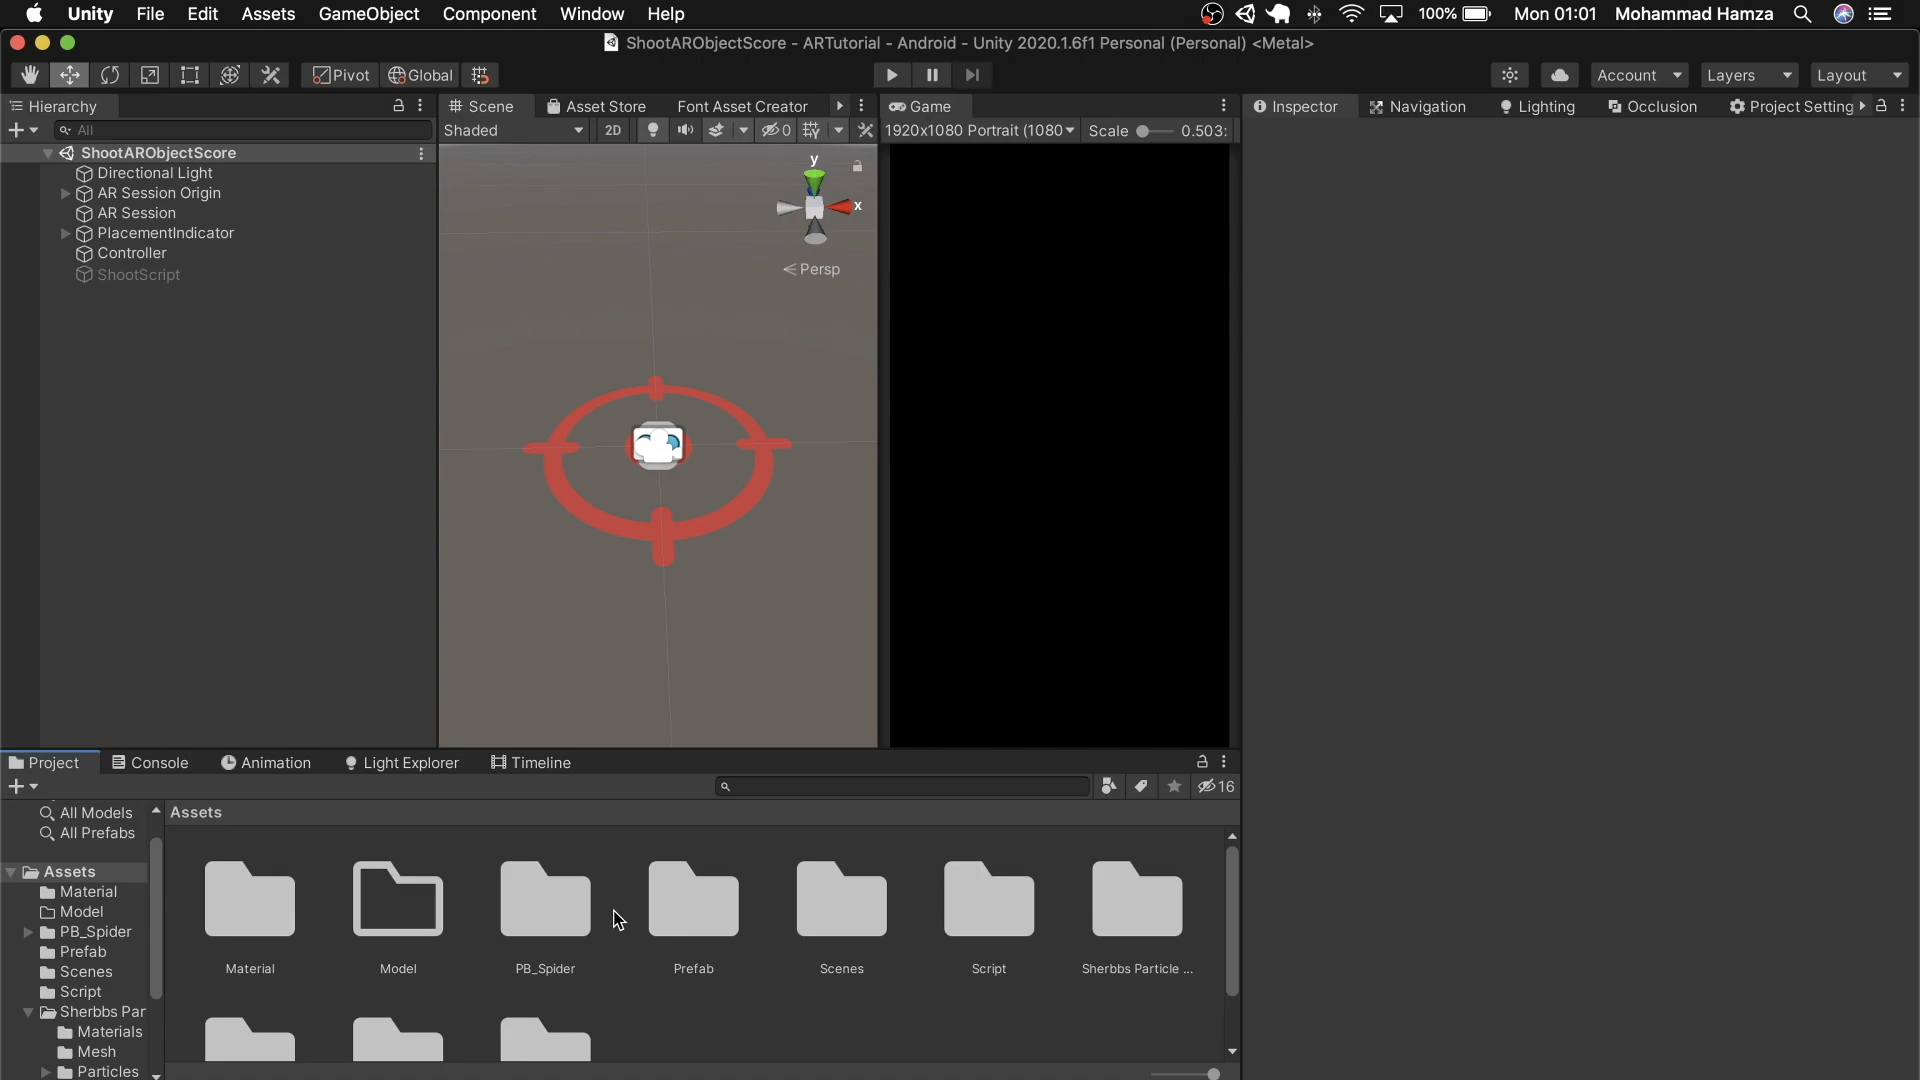 Unity File Edit Assets GameObject Component Window Help 100% Mon 01:01 Mohammad Hamza
ShootARObjectScore - ARTutorial - Android - Unity 2020.1.6f1 Personal (Personal) <Metal>
Pivot Global Account Layers Layout
Hierarchy
All
ShootARObjectScore
Directional Light
AR Session Origin
AR Session
PlacementIndicator
Controller
ShootScript
Scene Asset Store Font Asset Creator
Shaded 2D 0
y
x
Persp
Game
1920x1080 Portrait (1080 Scale 0.503:
Inspector Navigation Lighting Occlusion Project Setting
Project Console Animation Light Explorer Timeline
16
All Models
All Prefabs
Assets
Material
Model
PB_Spider
Prefab
Scenes
Script
Sherbbs Par
Materials
Mesh
Particles
Assets
Material Model PB_Spider Prefab Scenes Script Sherbbs Particle ...